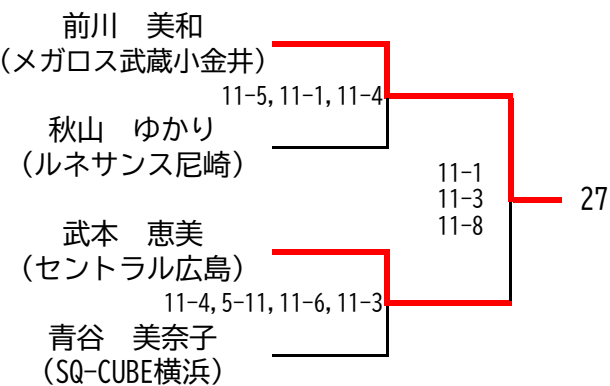 前川　美和
(メガロス武蔵小金井)
11-5,11-1,11-4
秋山　ゆかり
(ルネサンス尼崎)
11-1
11-3
11-8
27
武本　恵美
(セントラル広島)
11-4,5-11,11-6,11-3
青谷　美奈子
(SQ-CUBE横浜)